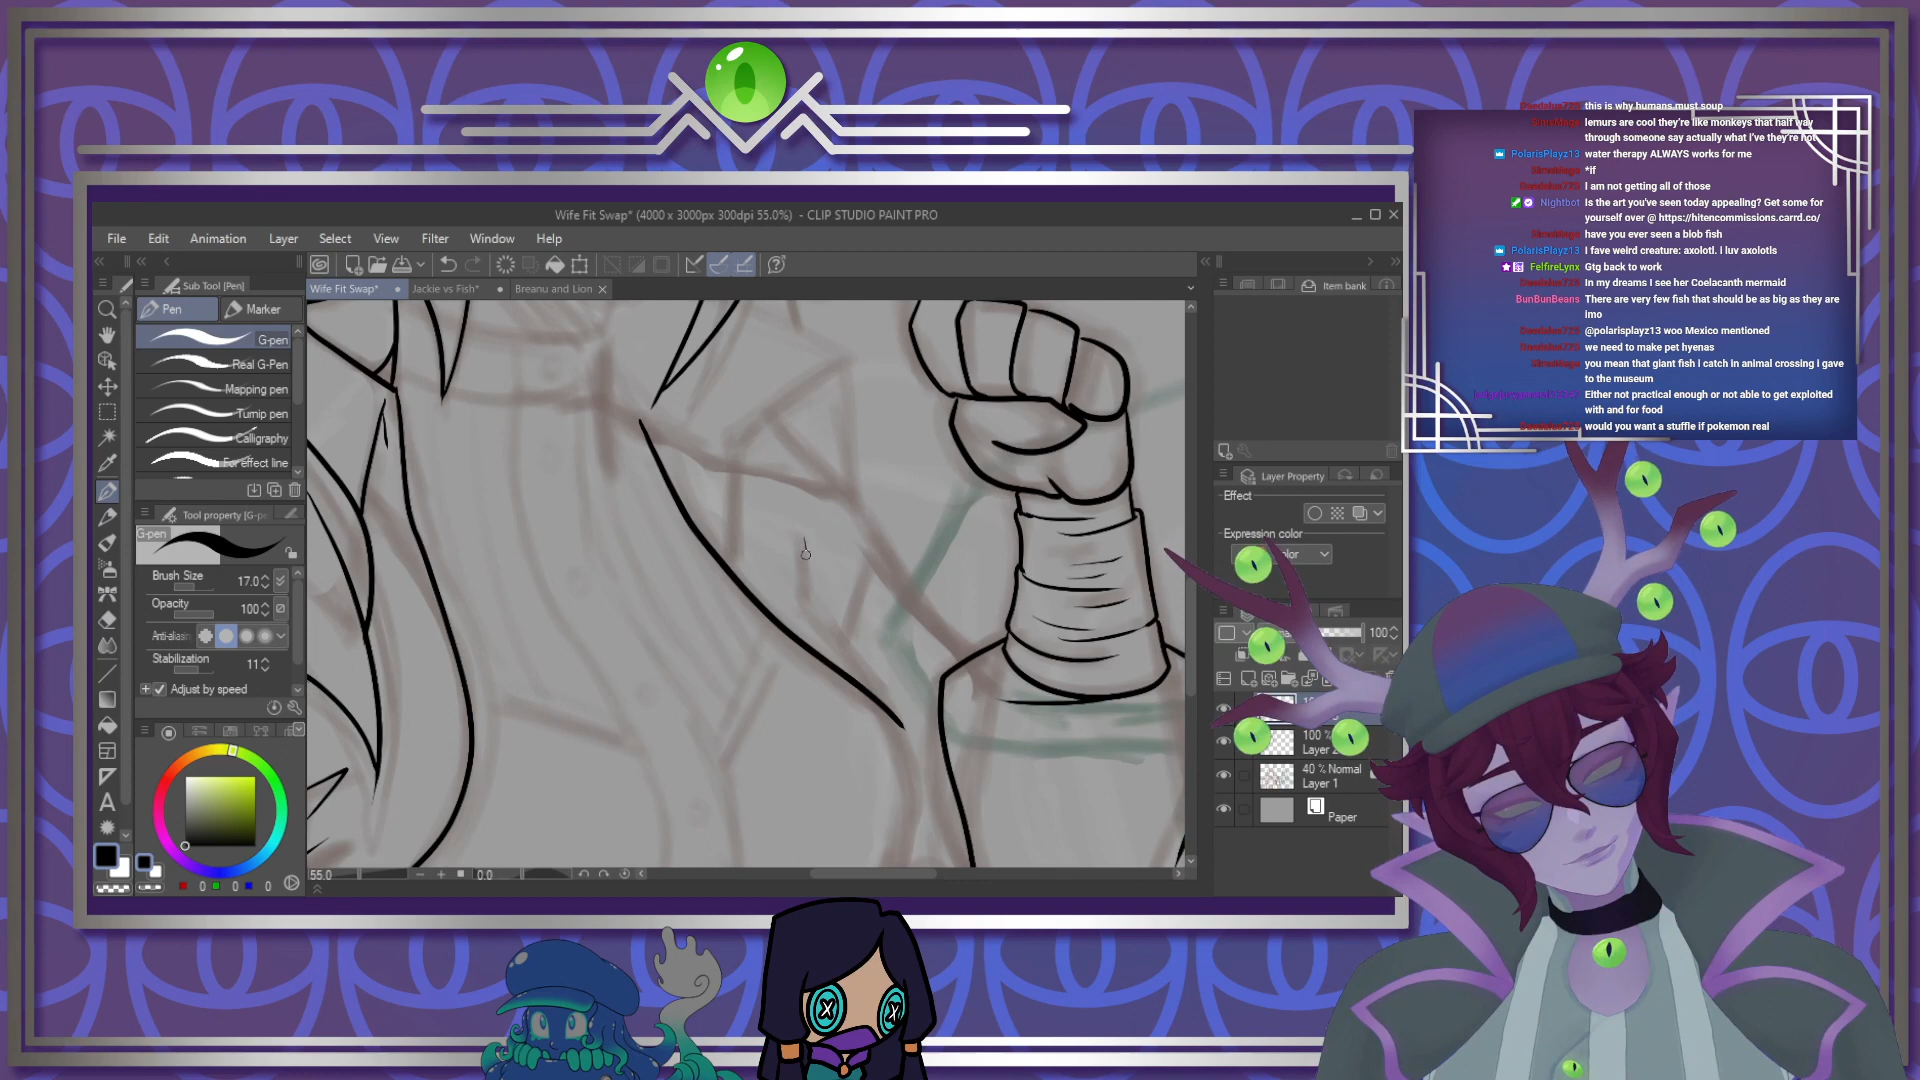 Wife Fit Swap* (4000 x 3000px 300dpi 55.0%) - CLIP STUDIO PAINT PRO
File Edit Animation Layer Select View Filter Window Help
Sub Tool [Pen]
Pen
Marker
G-pen
Real G-Pen
Mapping pen
Turnip pen
Calligraphy
For effect line
Tool property [G-pe
G-pen
Brush Size 17.0
Opacity 100
Anti-aliasin
Stabilization 11
Adjust by speed
0 0 0
Wife Fit Swap*
Jackie vs Fish*
Breanu and Lion
55.0
0.0
Item bank
Layer Property
Effect
Expression color
100
100 %
Layer
40 % Normal
Layer 1
Paper
Daedalus720 this is why humans must soup
lemurs are cool they're like monkeys that half way
through someone say actually what I've they're not
PolarisPlayz13 water therapy ALWAYS works for me
*if
I am not getting all of those
Nightbot Is the art you've seen today appealing? Get some for
yourself over @ https://hitencommissions.carrd.co/
have you ever seen a blob fish
PolarisPlayz13 I fave weird creature: axolotl. I luv axolotls
FelfireLynx Gtg back to work
In my dreams I see her Coelacanth mermaid
BunBunBeans There are very few fish that should be as big as they are
imo
@polarisplayz13 woo Mexico mentioned
we need to make pet hyenas
you mean that giant fish I catch in animal crossing I gave
to the museum
Either not practical enough or not able to get exploited
with and for food
would you want a stuffie if pokemon real